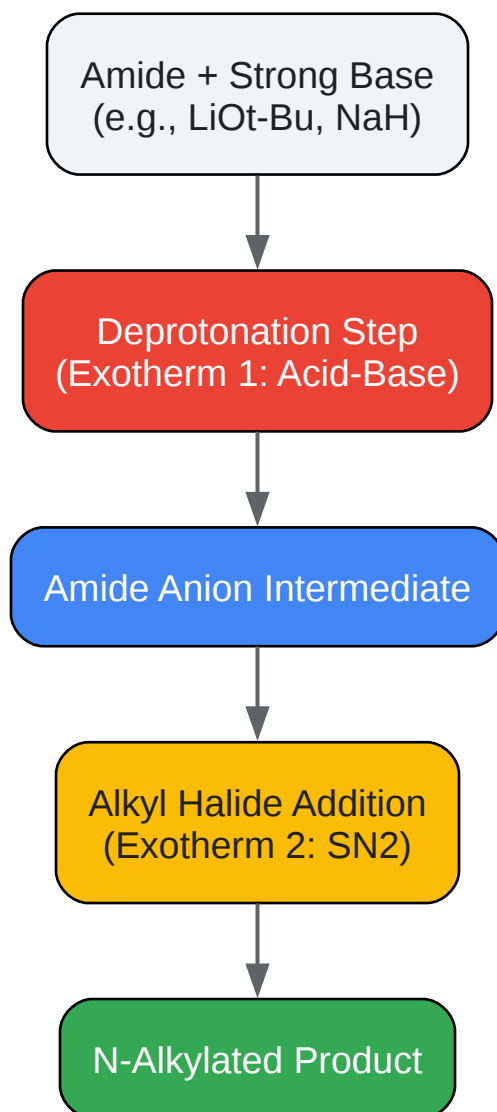 Amide + Strong Base
(e.g., LiOt-Bu, NaH)
Deprotonation Step
(Exotherm 1: Acid-Base)
Amide Anion Intermediate
Alkyl Halide Addition
(Exotherm 2: SN2)
N-Alkylated Product